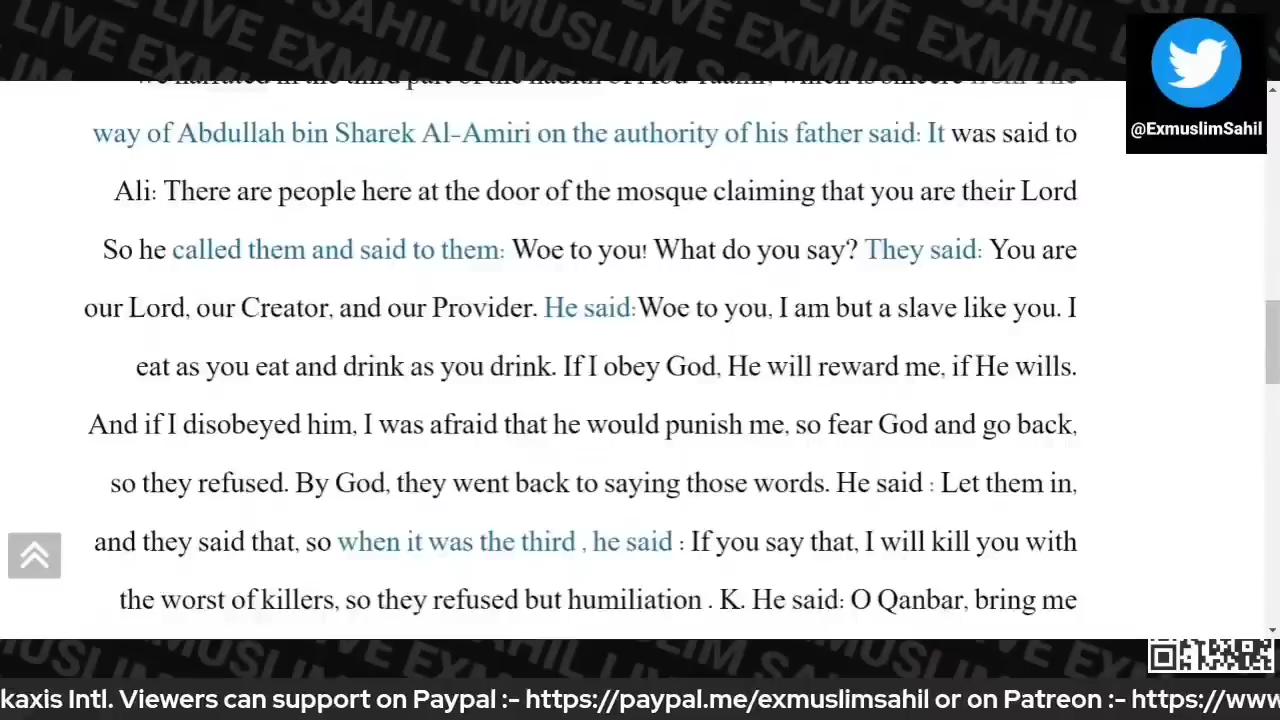 LIVE EXMUSLIM SAHIL LIVE EXMUSLIM SAHIL LIVE EXMUSLIM
@ExmuslimSahil
way of Abdullah bin Sharek Al-Amiri on the authority of his father said: It was said to
Ali: There are people here at the door of the mosque claiming that you are their Lord
So he called them and said to them: Woe to you! What do you say? They said: You are
our Lord, our Creator, and our Provider. He said:Woe to you, I am but a slave like you. I
eat as you eat and drink as you drink. If I obey God, He will reward me, if He wills.
And if I disobeyed him, I was afraid that he would punish me, so fear God and go back,
so they refused. By God, they went back to saying those words. He said : Let them in,
and they said that, so when it was the third , he said : If you say that, I will kill you with
the worst of killers, so they refused but humiliation . K. He said: O Qanbar, bring me
kaxis Intl. Viewers can support on Paypal :- https://paypal.me/exmuslimsahil or on Patreon :- https://www